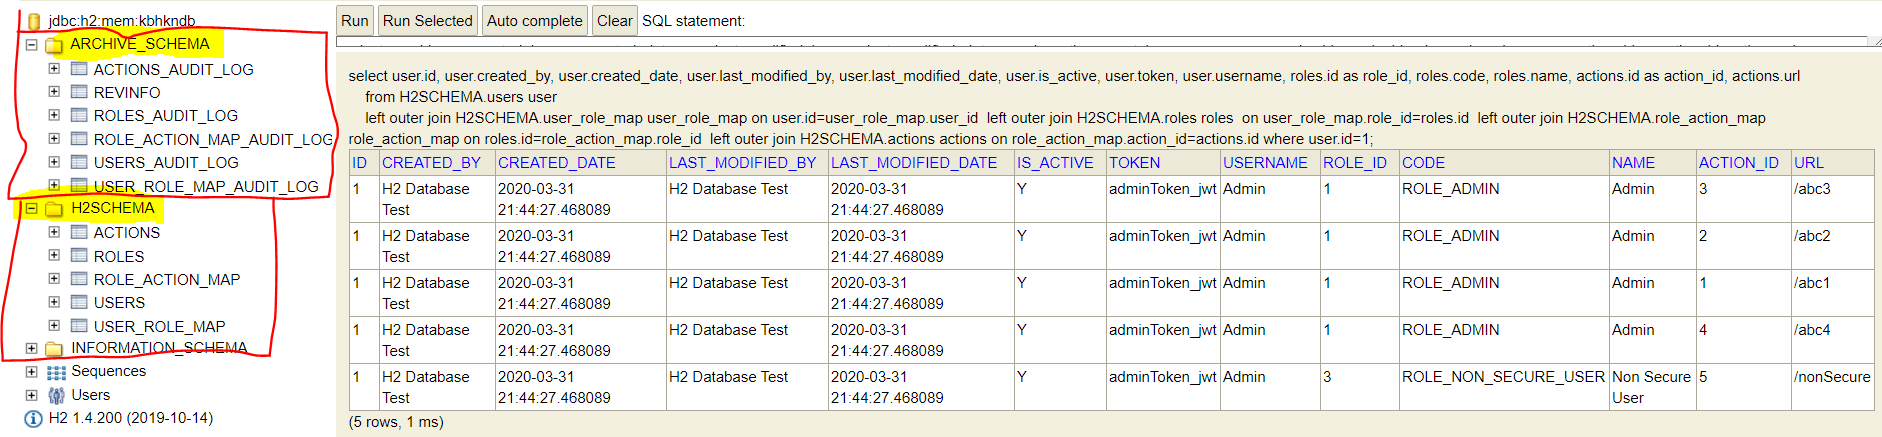 jdbc:h2:mem:kbhkndb
ARCHIVE_SCHEMA
ACTIONS_AUDIT_LOG
REVINFO
ROLES_AUDIT_LOG
ROLE_ACTION_MAP_AUDIT_LOG
USERS_AUDIT_LOG
USER_ROLE_MAP_AUDIT_LOG
H2SCHEMA
ACTIONS
ROLES
ROLE_ACTION_MAP
USERS
USER_ROLE_MAP
INFORMATION_SCHEMA
Sequences
Users
H2 1.4.200 (2019-10-14)
Run Run Selected Auto complete Clear SQL statement:
select user.id, user.created_by, user.created_date, user.last_modified_by, user.last_modified_date, user.is_active, user.token, user.username, roles.id as role_id, roles.code, roles.name, actions.id as action_id, actions.url
from H2SCHEMA.users user
left outer join H2SCHEMA.user_role_map user_role_map on user.id=user_role_map.user_id left outer join H2SCHEMA.roles roles on user_role_map.role_id=roles.id left outer join H2SCHEMA.role_action_map
role_action_map on roles.id=role_action_map.role_id left outer join H2SCHEMA.actions actions on role_action_map.action_id=actions.id where user.id=1;
ID CREATED_BY CREATED_DATE LAST_MODIFIED_BY LAST_MODIFIED_DATE IS_ACTIVE TOKEN USERNAME ROLE_ID CODE NAME ACTION_ID URL
1 H2 Database 2020-03-31 H2 Database Test 2020-03-31 Y adminToken_jwt Admin 1 ROLE_ADMIN Admin 3 /abc3
Test 21:44:27.468089 21:44:27.468089
1 H2 Database 2020-03-31 H2 Database Test 2020-03-31 Y adminToken_jwt Admin 1 ROLE_ADMIN Admin 2 /abc2
Test 21:44:27.468089 21:44:27.468089
1 H2 Database 2020-03-31 H2 Database Test 2020-03-31 Y adminToken_jwt Admin 1 ROLE_ADMIN Admin 1 /abc1
Test 21:44:27.468089 21:44:27.468089
1 H2 Database 2020-03-31 H2 Database Test 2020-03-31 Y adminToken_jwt Admin 1 ROLE_ADMIN Admin 4 /abc4
Test 21:44:27.468089 21:44:27.468089
1 H2 Database 2020-03-31 H2 Database Test 2020-03-31 Y adminToken_jwt Admin 3 ROLE_NON_SECURE_USER Non Secure 5 /nonSecure
Test 21:44:27.468089 21:44:27.468089 User
(5 rows, 1 ms)